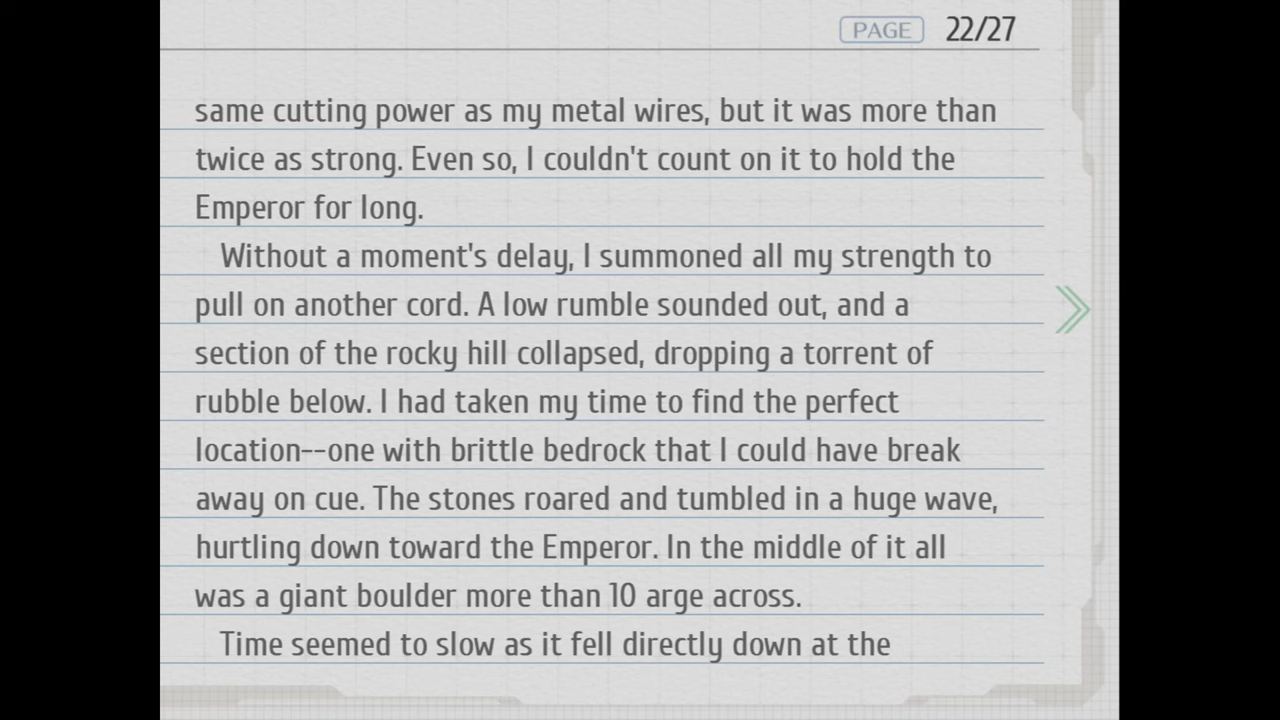 PAGE 22/27
same cutting power as my metal wires, but it was more than
twice as strong. Even so, I couldn't count on it to hold the
Emperor for long.
Without a moment's delay, I summoned all my strength to
pull on another cord. A low rumble sounded out, and a
section of the rocky hill collapsed, dropping a torrent of
rubble below. I had taken my time to find the perfect
location--one with brittle bedrock that I could have break
away on cue. The stones roared and tumbled in a huge wave,
hurtling down toward the Emperor. In the middle of it all
was a giant boulder more than 10 arge across.
Time seemed to slow as it fell directly down at the